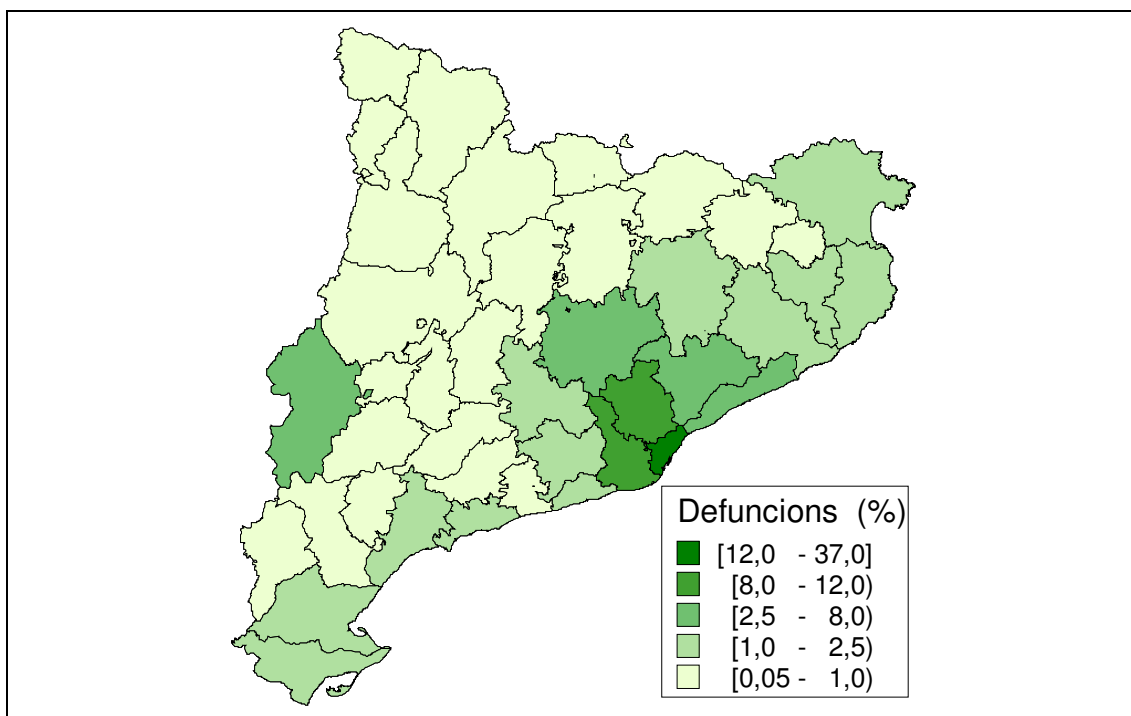 Defuncions (%)
[12,0 - 37,0]
[8,0 - 12,0)
[2,5 - 8,0)
[1,0 - 2,5)
[0,05 - 1,0)